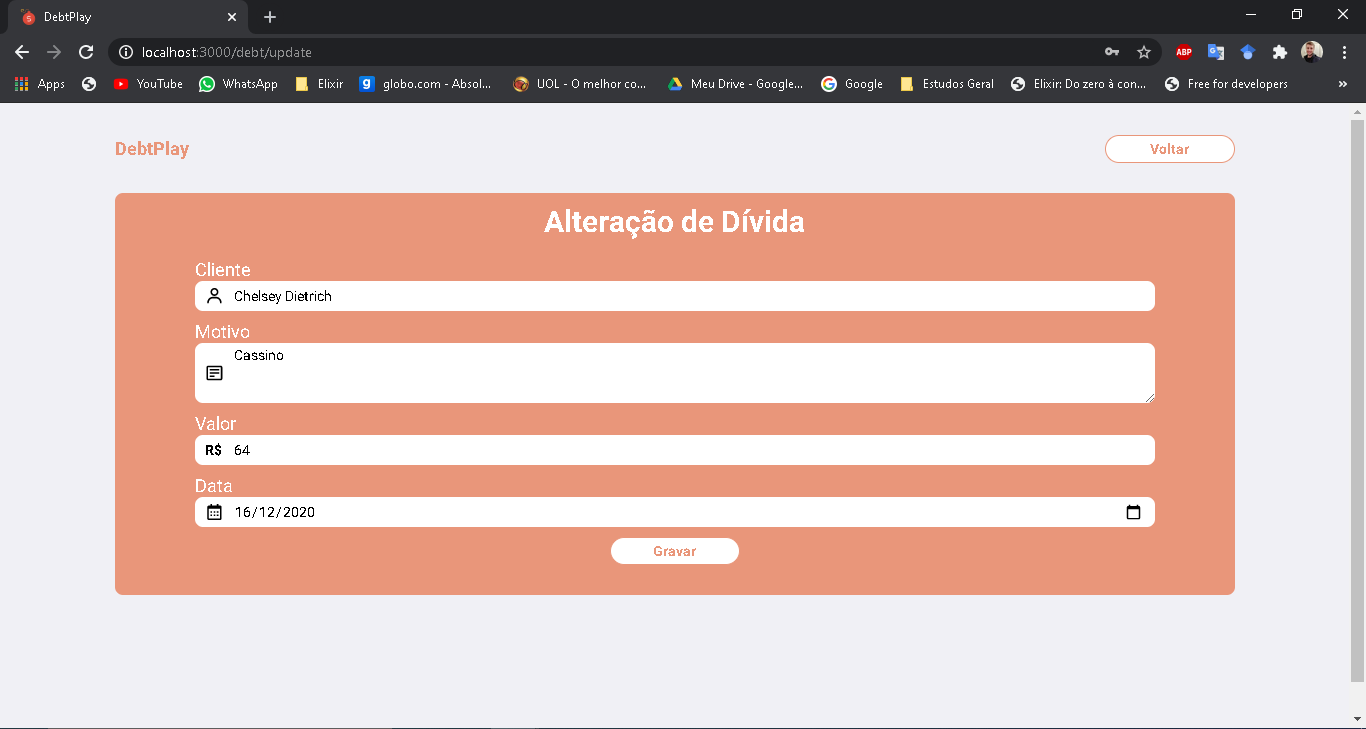 DebtPlay
localhost:3000/debt/update
ABP
Apps YouTube WhatsApp Elixir globo.com - Absol... UOL - O melhor co... Meu Drive - Google... Google Estudos Geral Elixir: Do zero à con... Free for developers »
DebtPlay Voltar
Alteração de Dívida
Cliente
Chelsey Dietrich
Motivo
Cassino
Valor
R$ 64
Data
16/12/2020
Gravar